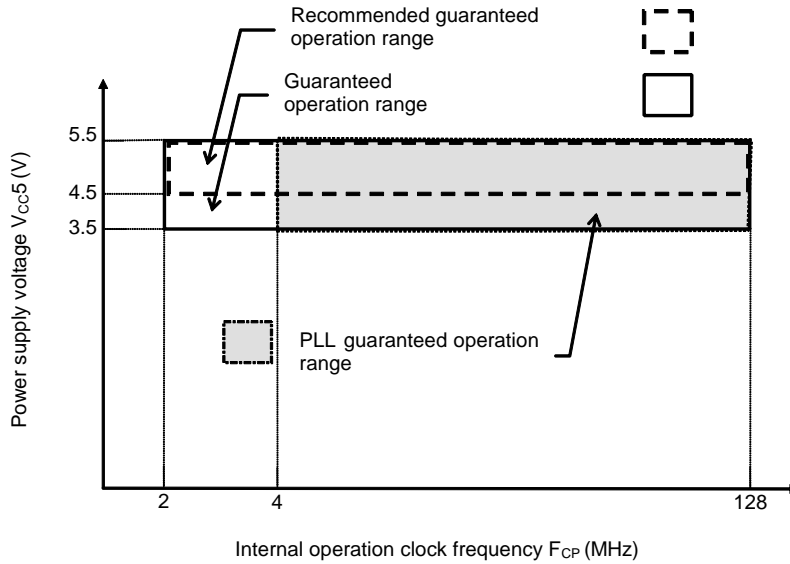 Recommended guaranteed
operation range
Guaranteed
operation range
5.5
4.5
3.5
Power supply voltage VCC5 (V)
PLL guaranteed operation
range
2
4
128
Internal operation clock frequency FCP (MHz)